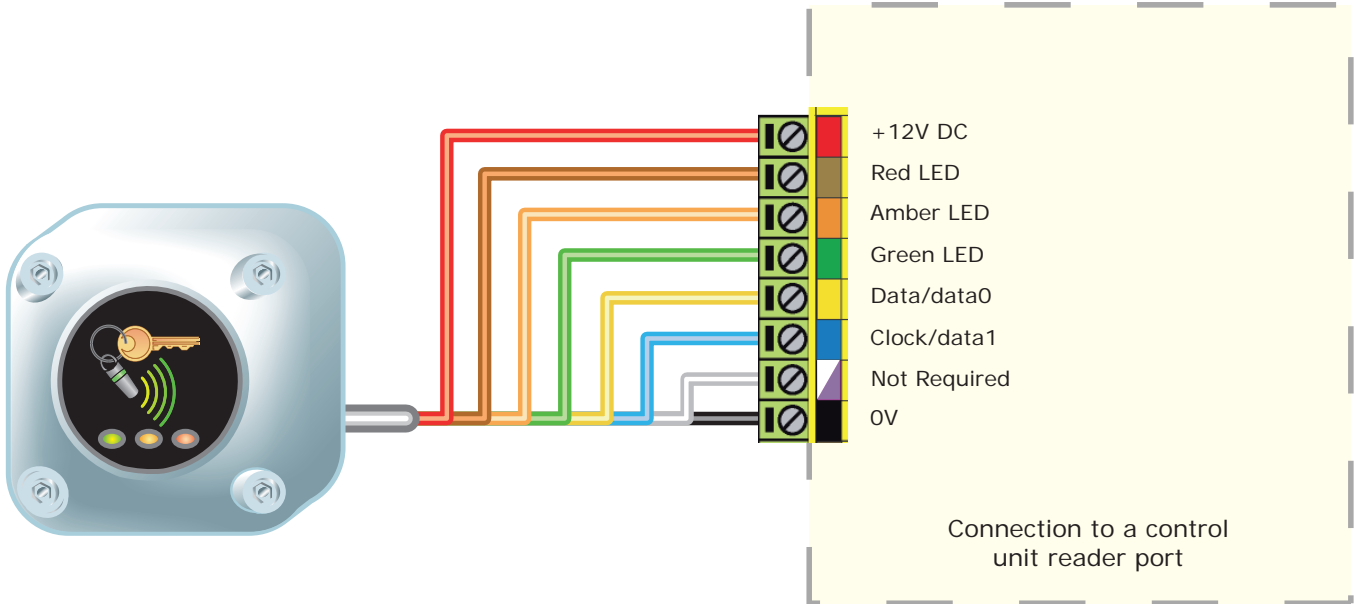 +12V DC
Red LED
Amber LED
Green LED
Data/data0
Clock/data1
Not Required
0V
Connection to a control
unit reader port